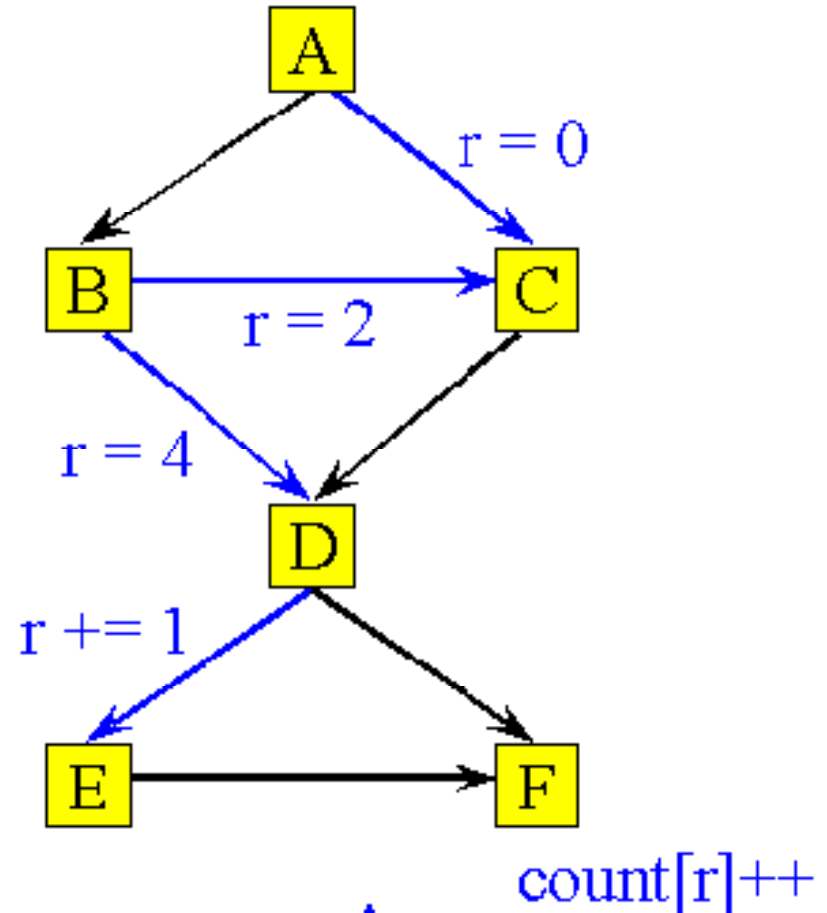 A
r = 0
B
C
r = 2
r = 4
D
r += 1
E
F
count[r]++